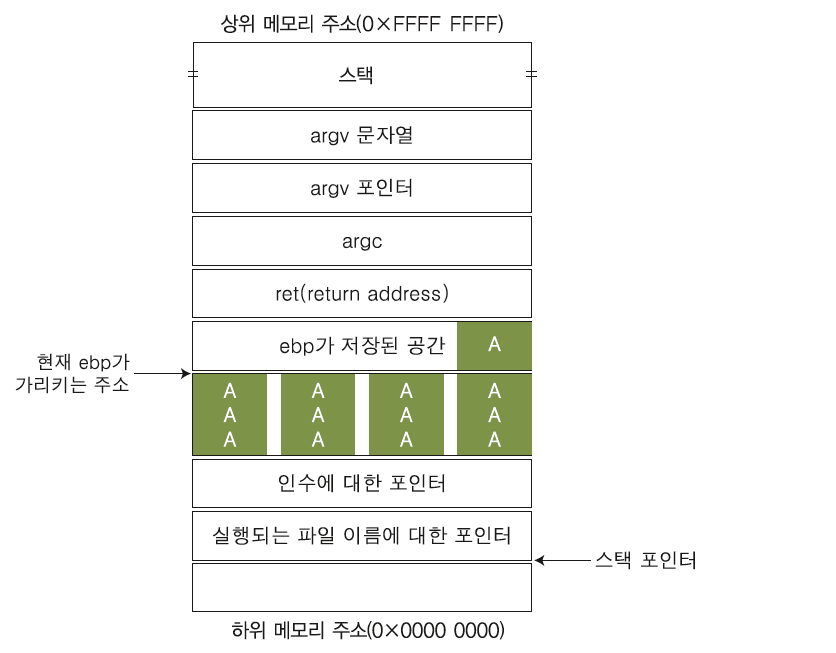 상위 메모리 주소(0×FFFF FFFF)
스택
argv 문자열
argv 포인터
argc
ret(return address)
ebp가 저장된 공간 A
현재 ebp가
가리키는 주소
A A A A
A A A A
A A A A
인수에 대한 포인터
실행되는 파일 이름에 대한 포인터
스택 포인터
하위 메모리 주소(0×0000 0000)